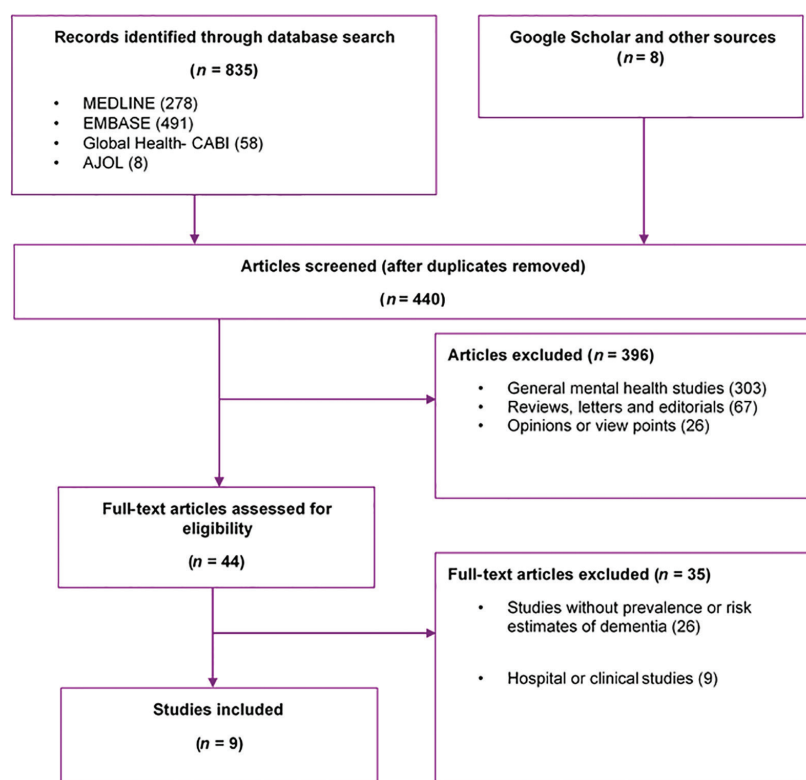 Records identified through database search
(n = 835)
• MEDLINE (278)
• EMBASE (491)
• Global Health- CABI (58)
• AJOL (8)
Google Scholar and other sources
(n = 8)
Articles screened (after duplicates removed)
(n = 440)
Articles excluded (n = 396)
• General mental health studies (303)
• Reviews, letters and editorials (67)
• Opinions or view points (26)
Full-text articles assessed for
eligibility
(n = 44)
Full-text articles excluded (n = 35)
• Studies without prevalence or risk
estimates of dementia (26)
• Hospital or clinical studies (9)
Studies included
(n = 9)